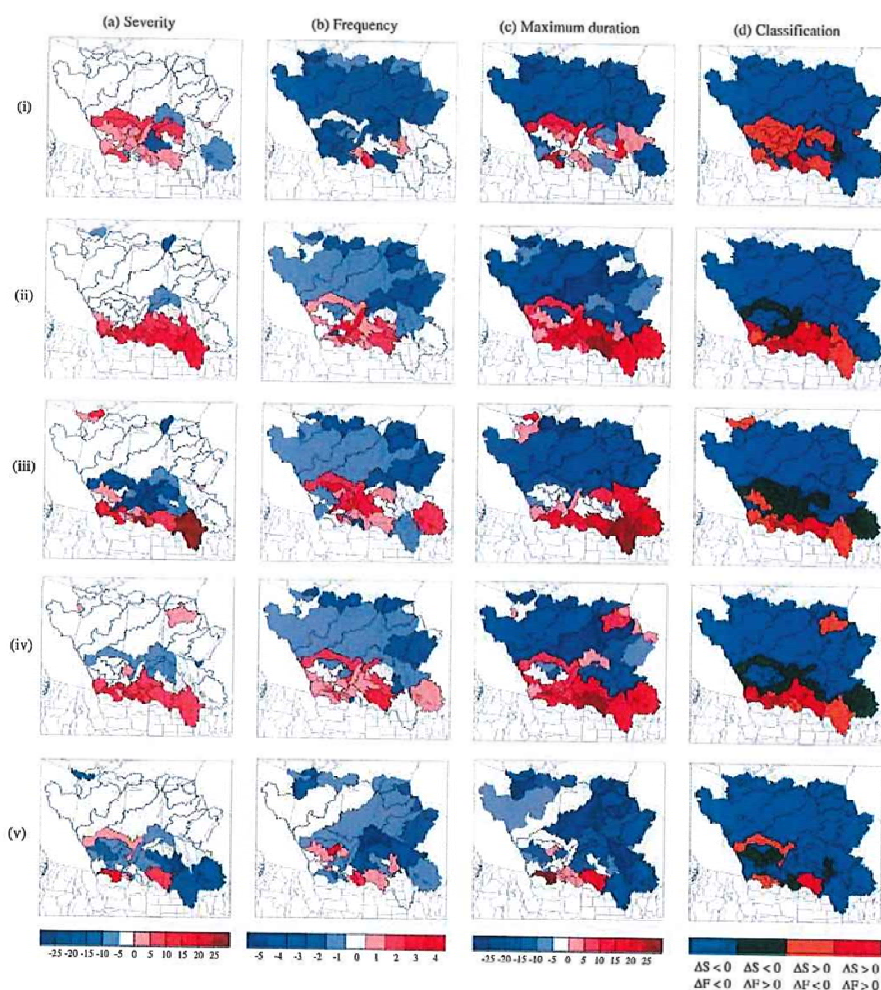 (a) Severity (b) Frequency (c) Maximum duration (d) Classification
(i)
(ii)
(iii)
(iv)
(v)
-25 -20 -15 -10 -5 0 5 10 15 20 25
-5 -4 -3 -2 -1 0 1 2 3 4
-25 -20 -15 -10 -5 0 5 10 15 20 25
ΔS < 0 ΔS < 0 ΔS > 0 ΔS > 0
ΔF < 0 ΔF > 0 ΔF < 0 ΔF > 0